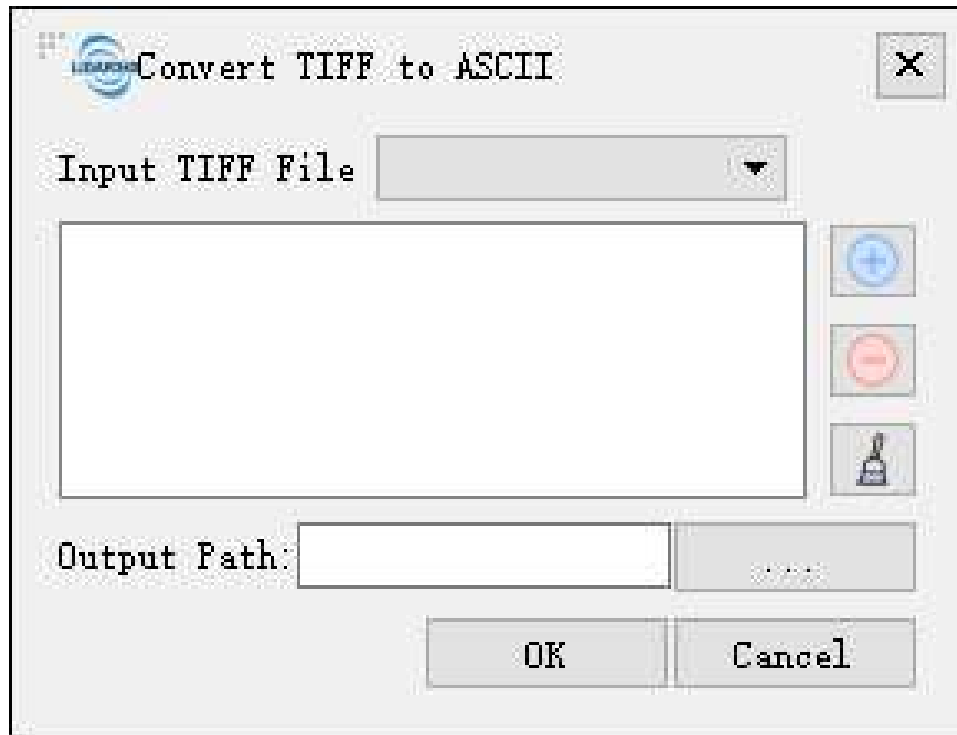 Convert TIFF to ASCII
Input TIFF File
Output Path:
...
OK
Cancel